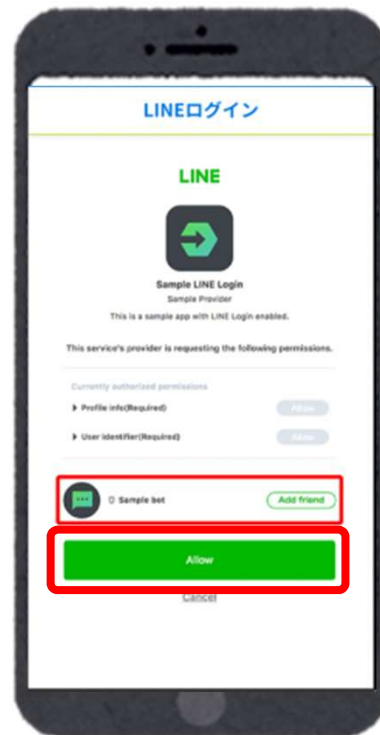 LINEログイン
LINE
Sample LINE Login
Sample Provider
This is a sample app with LINE Login enabled.
This service's provider is requesting the following permissions.
Currently authorized permissions
Profile info(Required) Allow
User identifier(Required) Allow
Sample bot Add friend
Allow
Cancel